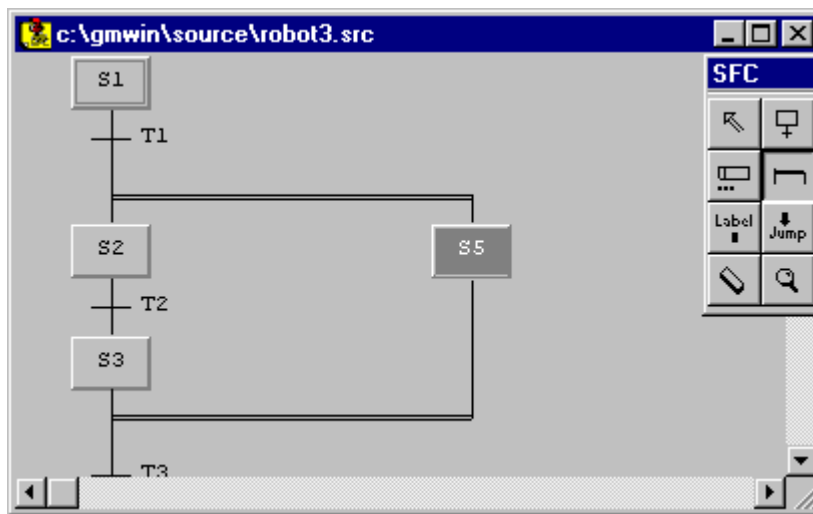 c:\gmwin\source\robot3.src
SFC
S1
T1
Label
Jump
S2
S5
T2
S3
T3